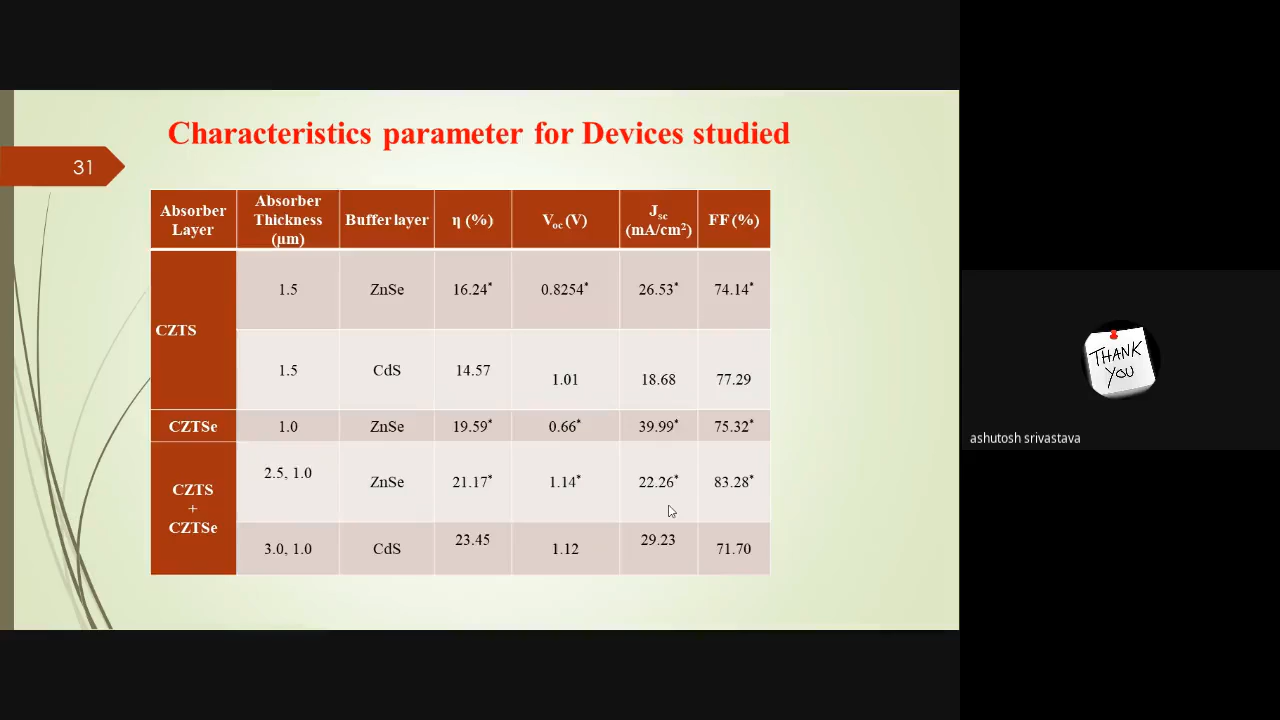 Characteristics parameter for Devices studied
31
Absorber Layer | Absorber Thickness (µm) | Buffer layer | η (%) | Voc (V) | Jsc (mA/cm²) | FF (%)
CZTS | 1.5 | ZnSe | 16.24* | 0.8254* | 26.53* | 74.14*
1.5 | CdS | 14.57 | 1.01 | 18.68 | 77.29
CZTSe | 1.0 | ZnSe | 19.59* | 0.66* | 39.99* | 75.32*
CZTS + CZTSe | 2.5, 1.0 | ZnSe | 21.17* | 1.14* | 22.26* | 83.28*
3.0, 1.0 | CdS | 23.45 | 1.12 | 29.23 | 71.70
THANK
YOU
ashutosh srivastava